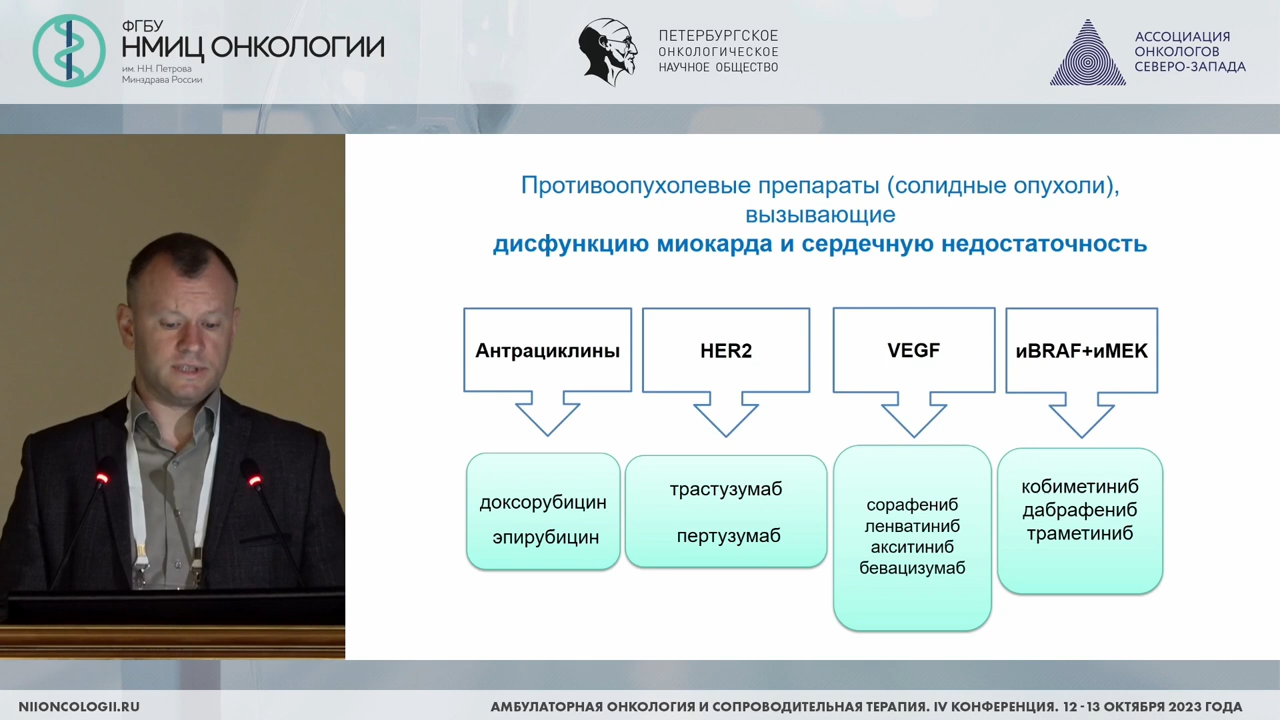 ФГБУ
НМИЦ ОНКОЛОГИИ
им. Н.Н. Петрова
Минздрава России
ПЕТЕРБУРГСКОЕ
ОНКОЛОГИЧЕСКОЕ
НАУЧНОЕ ОБЩЕСТВО
АССОЦИАЦИЯ
ОНКОЛОГОВ
СЕВЕРО-ЗАПАДА
Противоопухолевые препараты (солидные опухоли),
вызывающие
дисфункцию миокарда и сердечную недостаточность
Антрациклины
HER2
VEGF
иBRAF+иMEK
доксорубицин
эпирубицин
трастузумаб
пертузумаб
сорафениб
ленватиниб
акситиниб
бевацизумаб
кобиметиниб
дабрафениб
траметиниб
NIIONCOLOGII.RU
АМБУЛАТОРНАЯ ОНКОЛОГИЯ И СОПРОВОДИТЕЛЬНАЯ ТЕРАПИЯ. IV КОНФЕРЕНЦИЯ. 12-13 ОКТЯБРЯ 2023 ГОДА